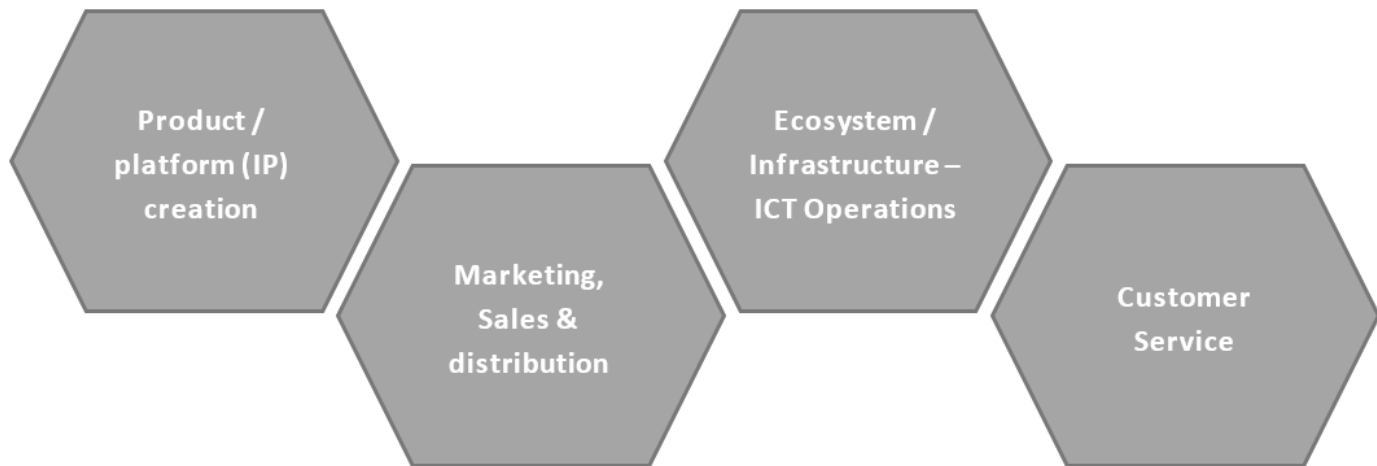 Product /
platform (IP)
creation
Marketing,
Sales &
distribution
Ecosystem /
Infrastructure –
ICT Operations
Customer
Service